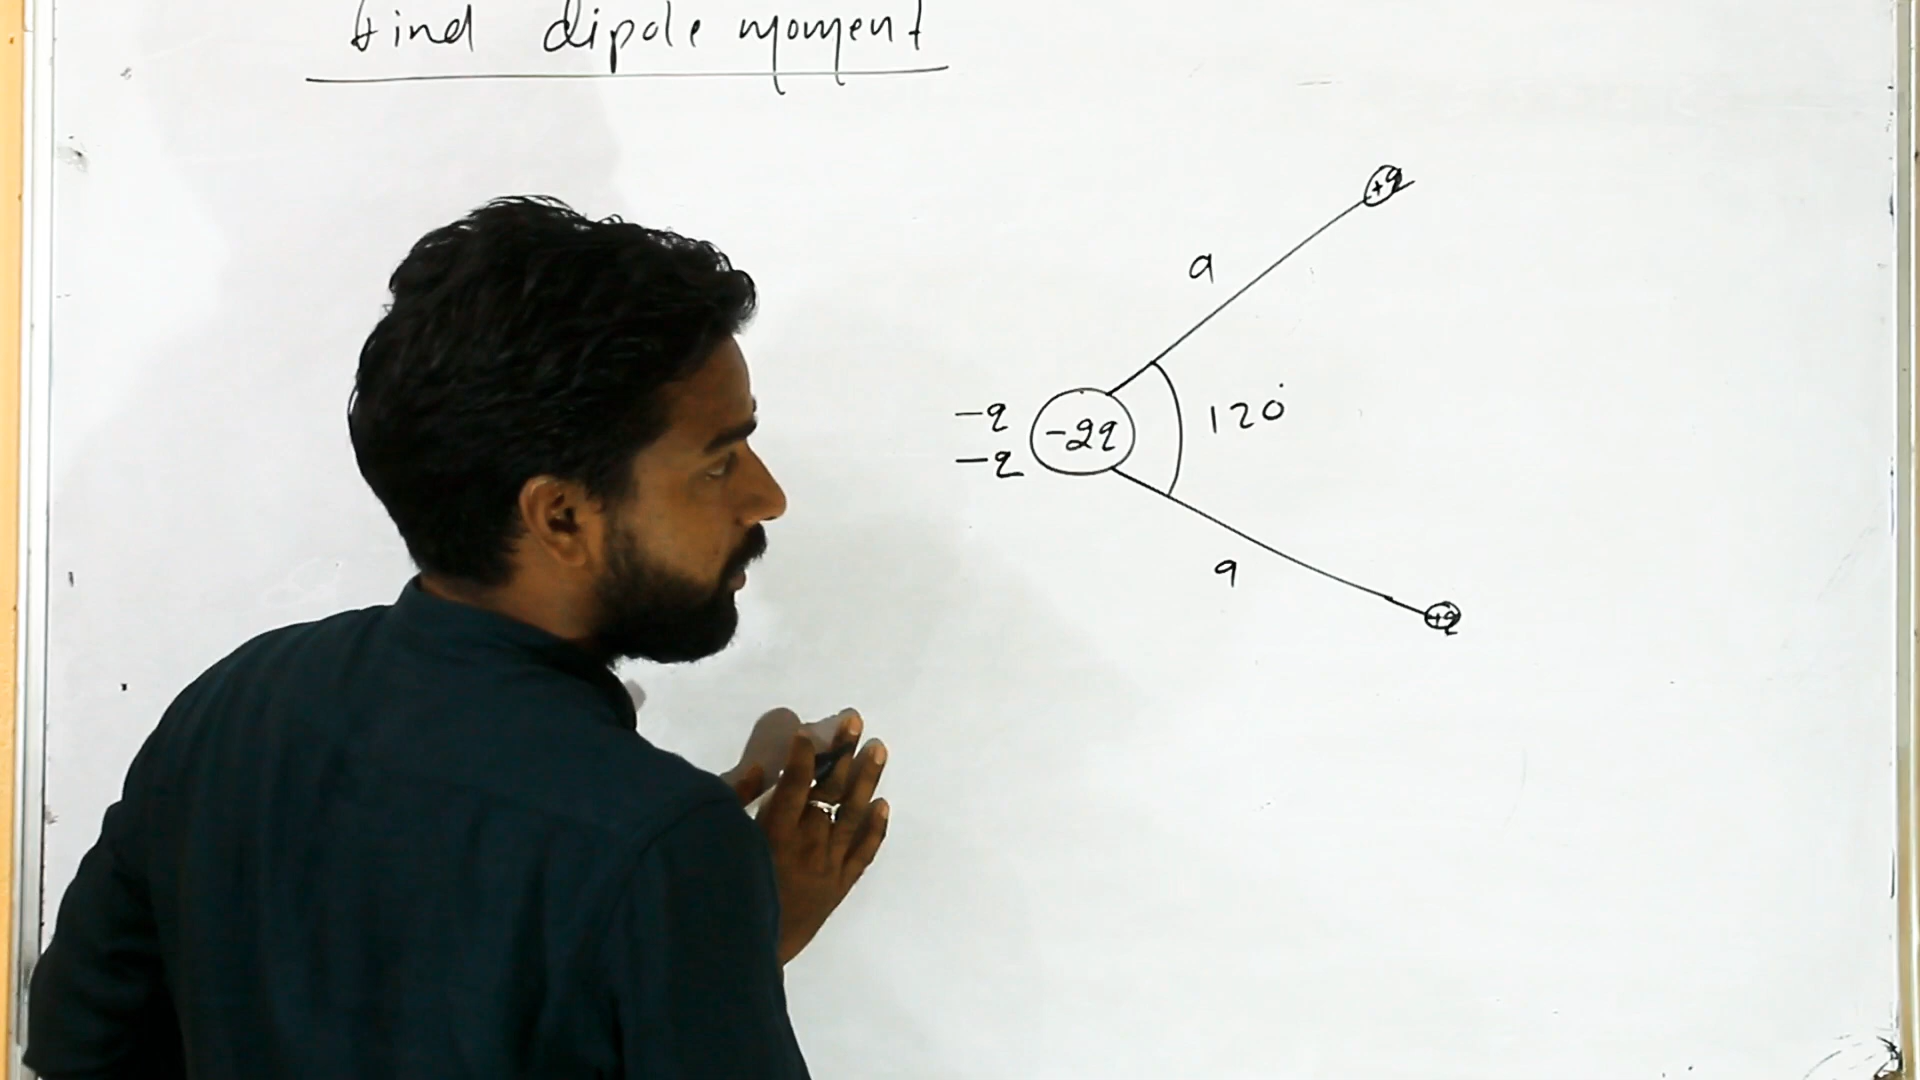 find dipole moment
+q
a
120°
-q
-2q
-q
a
+q